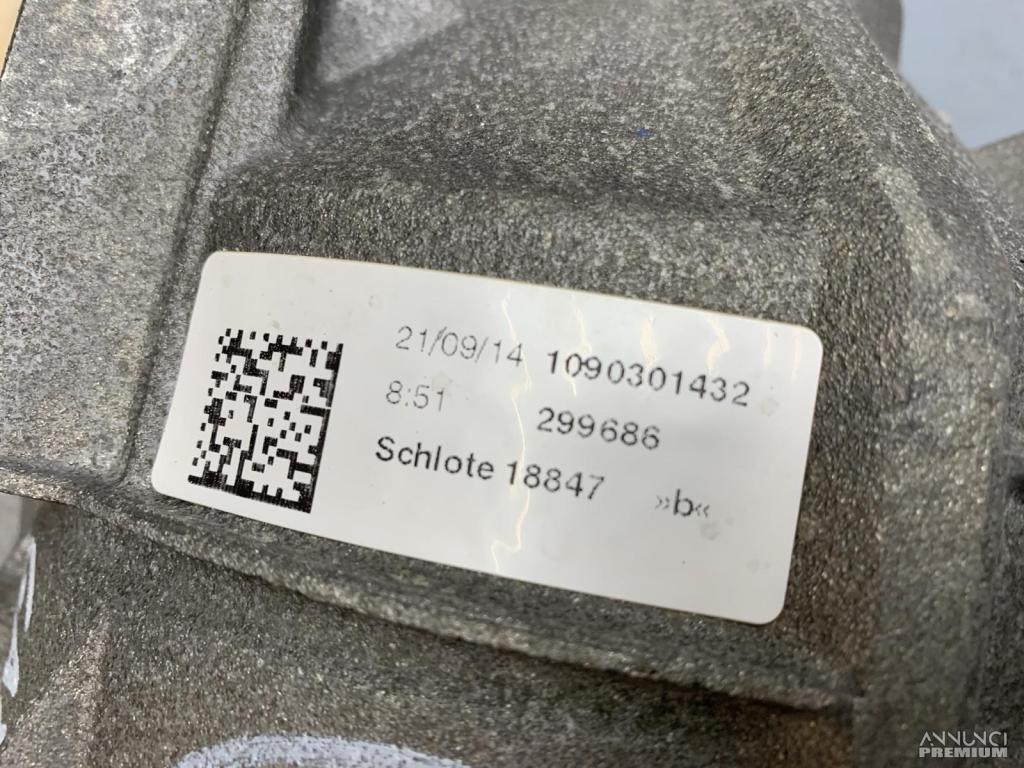 21/09/14 1090301432
8:51 299686
Schlote 18847 »b«
ANNUNCI
PREMIUM